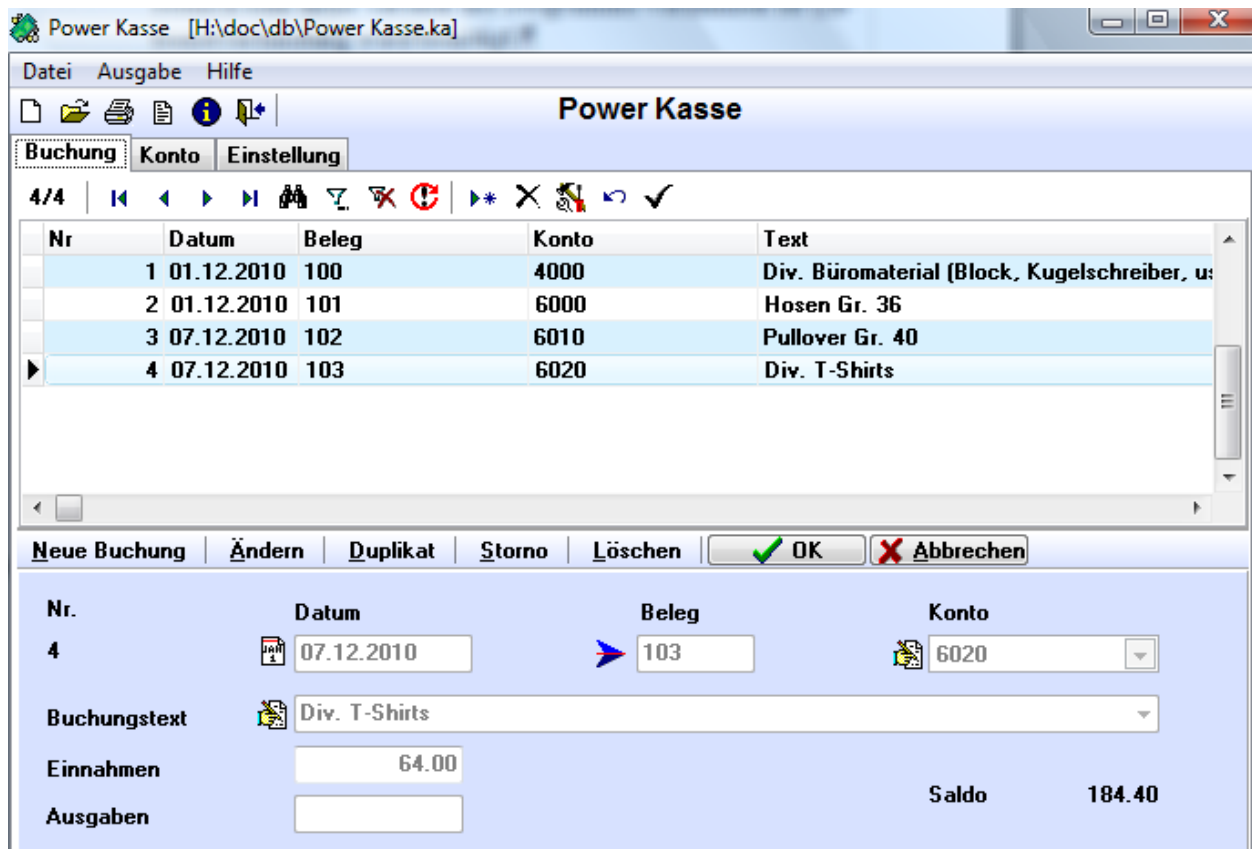 Power Kasse [H:\doc\db\Power Kasse.ka]
Datei Ausgabe Hilfe
Power Kasse
Buchung Konto Einstellung
4/4
Nr Datum Beleg Konto Text
1 01.12.2010 100 4000 Div. Büromaterial (Block, Kugelschreiber,
2 01.12.2010 101 6000 Hosen Gr. 36
3 07.12.2010 102 6010 Pullover Gr. 40
4 07.12.2010 103 6020 Div. T-Shirts
Neue Buchung Ändern Duplikat Storno Löschen OK Abbrechen
Nr. Datum Beleg Konto
4 07.12.2010 103 6020
Buchungstext Div. T-Shirts
Einnahmen 64.00
Saldo 184.40
Ausgaben